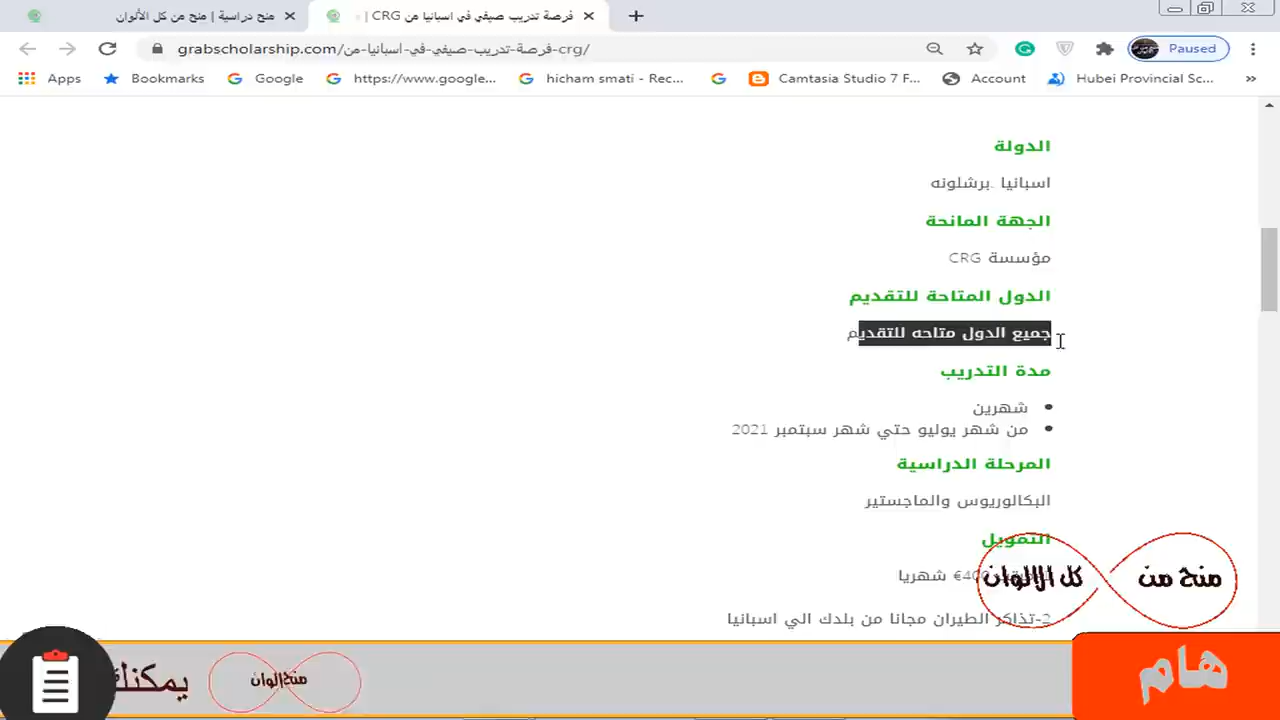 منح دراسية | منح من كل الألوان
فرصة تدريب صيفي في اسبانيا من CRG |
grabscholarship.com/فرصة-تدريب-صيفي-في-اسبانيا-من-crg/
Paused
Apps
Bookmarks
Google
https://www.google...
hicham smati - Rec...
Camtasia Studio 7 F...
Account
Hubei Provincial Sc...
الدولة
اسبانيا ..برشلونه
الجهة المانحة
مؤسسة CRG
الدول المتاحة للتقديم
جميع الدول متاحه للتقديم
مدة التدريب
شهرين
من شهر يوليو حتي شهر سبتمبر 2021
المرحلة الدراسية
البكالوريوس والماجستير
التمويل
€400 شهريا
منح من كل الالوان
2-تذاكر الطيران مجانا من بلدك الي اسبانيا
هام
منح الوان
يمكنك